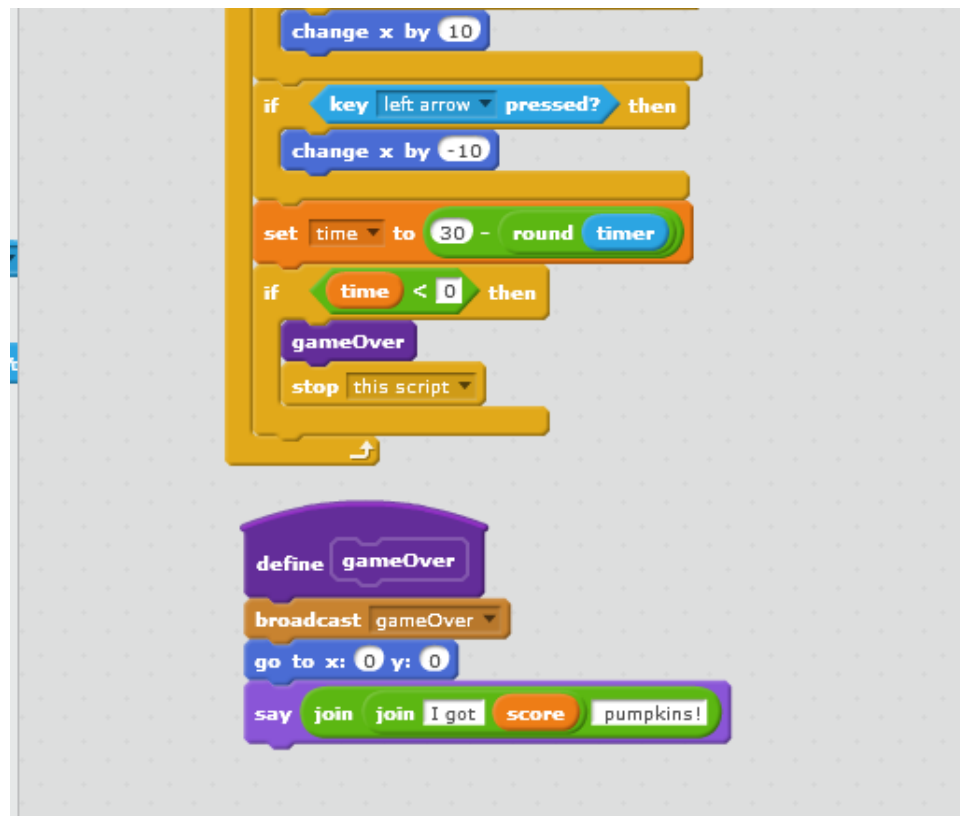 change x by 10
if key left arrow pressed? then
change x by -10
set time to 30 - round timer
if time < 0 then
gameOver
stop this script
define gameOver
broadcast gameOver
go to x: 0 y: 0
say join join I got score pumpkins!